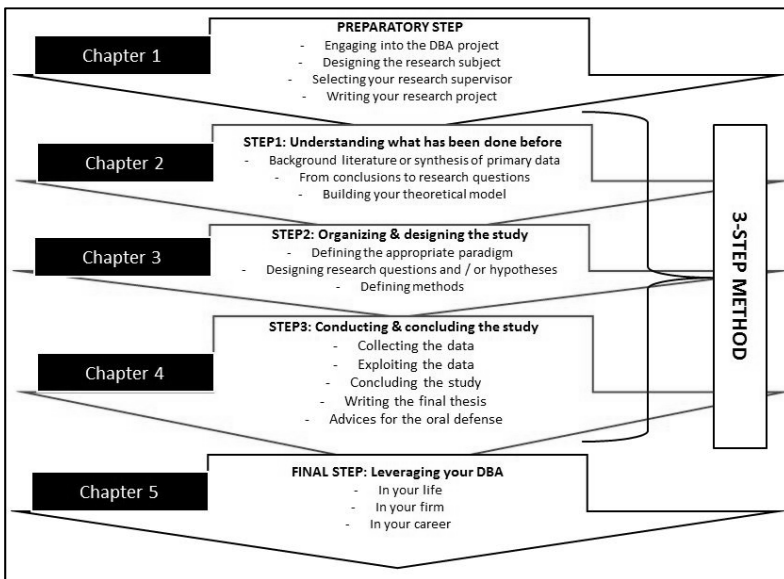 Chapter 1
PREPARATORY STEP
- Engaging into the DBA project
- Designing the research subject
- Selecting your research supervisor
- Writing your research project
Chapter 2
STEP1: Understanding what has been done before
- Background literature or synthesis of primary data
- From conclusions to research questions
- Building your theoretical model
Chapter 3
STEP2: Organizing & designing the study
- Defining the appropriate paradigm
- Designing research questions and / or hypotheses
- Defining methods
Chapter 4
STEP3: Conducting & concluding the study
- Collecting the data
- Exploiting the data
- Concluding the study
- Writing the final thesis
- Advices for the oral defense
3-STEP METHOD
Chapter 5
FINAL STEP: Leveraging your DBA
- In your life
- In your firm
- In your career